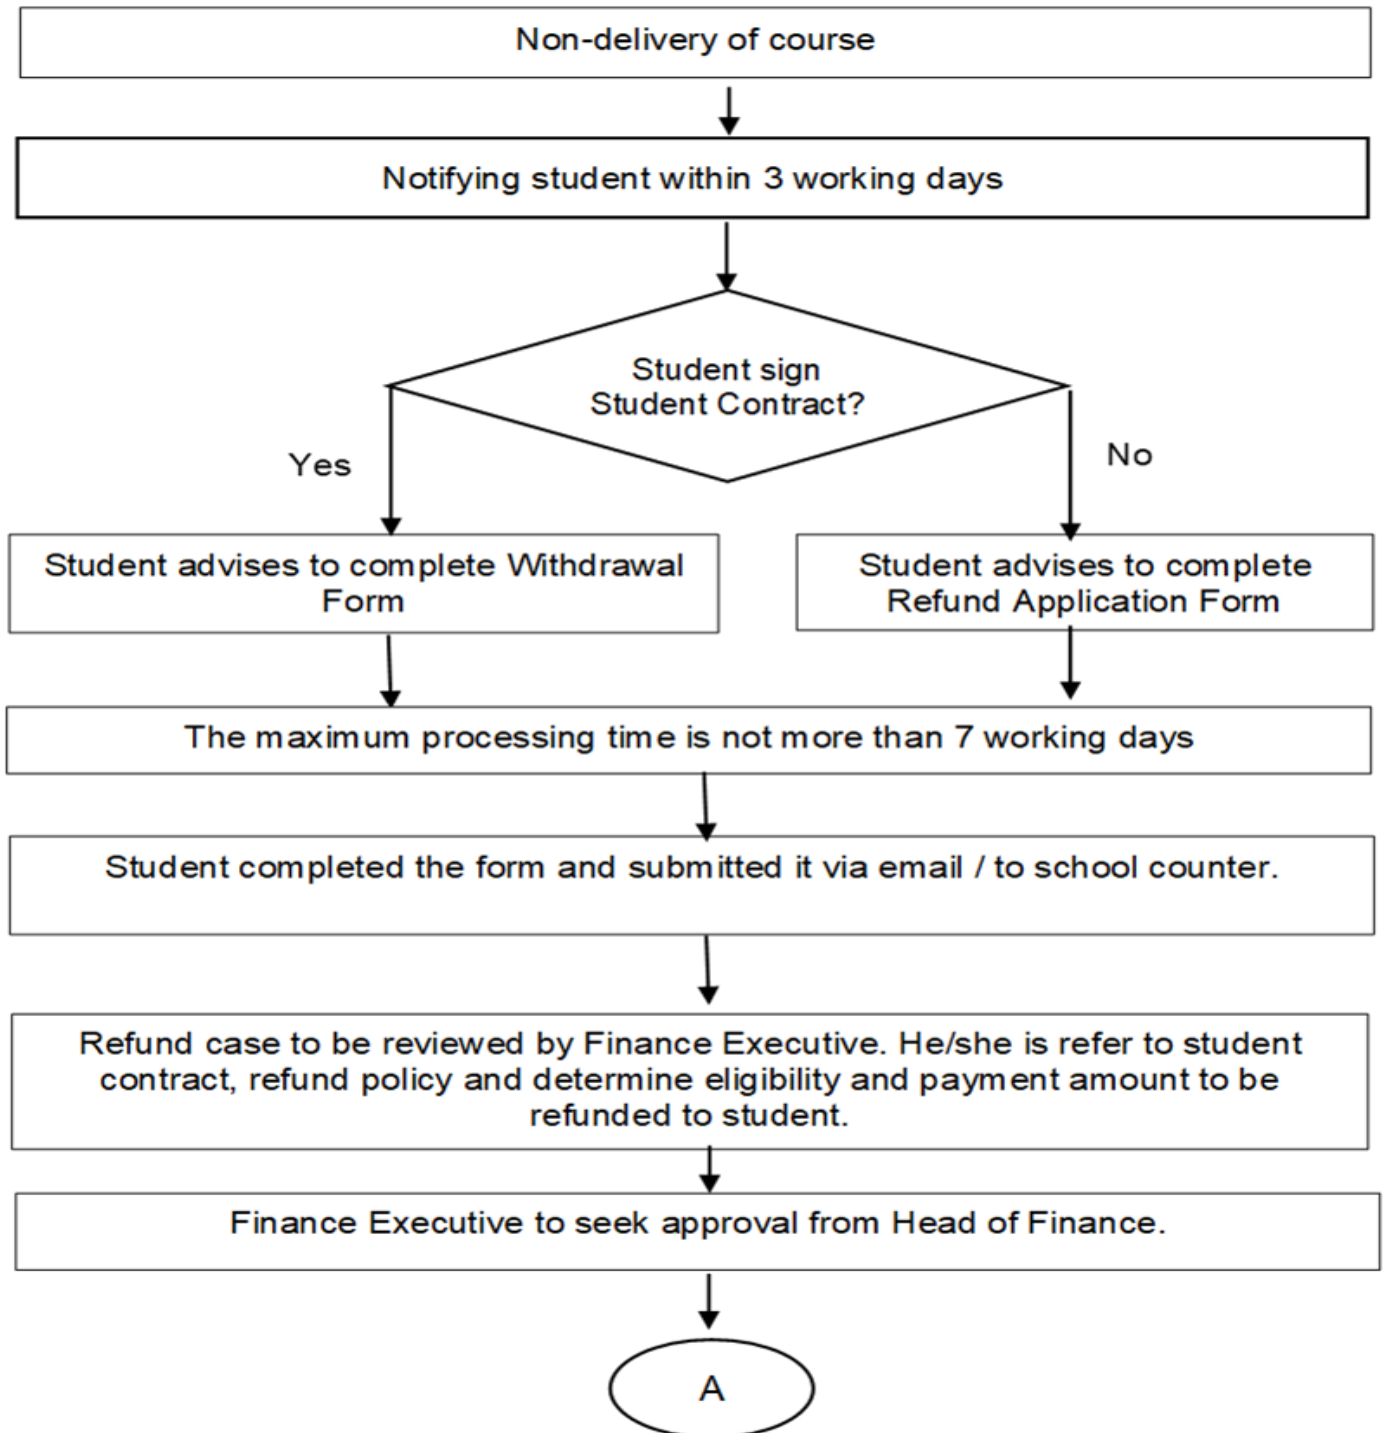 Non-delivery of course
Notifying student within 3 working days
Student sign
Student Contract?
Yes
No
Student advises to complete Withdrawal
Form
Student advises to complete
Refund Application Form
The maximum processing time is not more than 7 working days
Student completed the form and submitted it via email / to school counter.
Refund case to be reviewed by Finance Executive. He/she is refer to student
contract, refund policy and determine eligibility and payment amount to be
refunded to student.
Finance Executive to seek approval from Head of Finance.
A